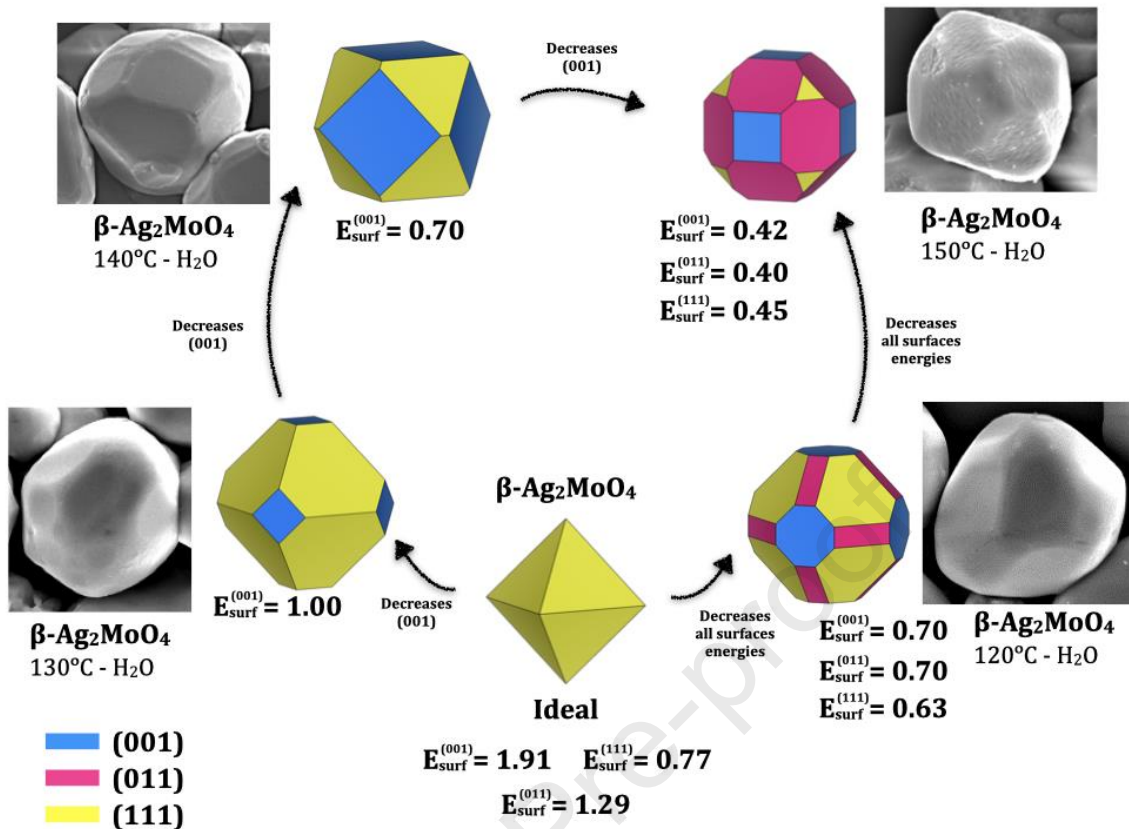 Decreases
(001)
β-Ag₂MoO₄
140°C - H₂O
E(001)surf = 0.70
E(001)surf = 0.42
E(011)surf = 0.40
E(111)surf = 0.45
β-Ag₂MoO₄
150°C - H₂O
Decreases
(001)
Decreases
all surfaces
energies
β-Ag₂MoO₄
E(001)surf = 1.00
Decreases
(001)
Decreases
all surfaces
energies
β-Ag₂MoO₄
130°C - H₂O
E(001)surf = 0.70
E(011)surf = 0.70
E(111)surf = 0.63
β-Ag₂MoO₄
120°C - H₂O
Ideal
E(001)surf = 1.91 E(111)surf = 0.77
E(011)surf = 1.29
(001)
(011)
(111)
Pre-proof